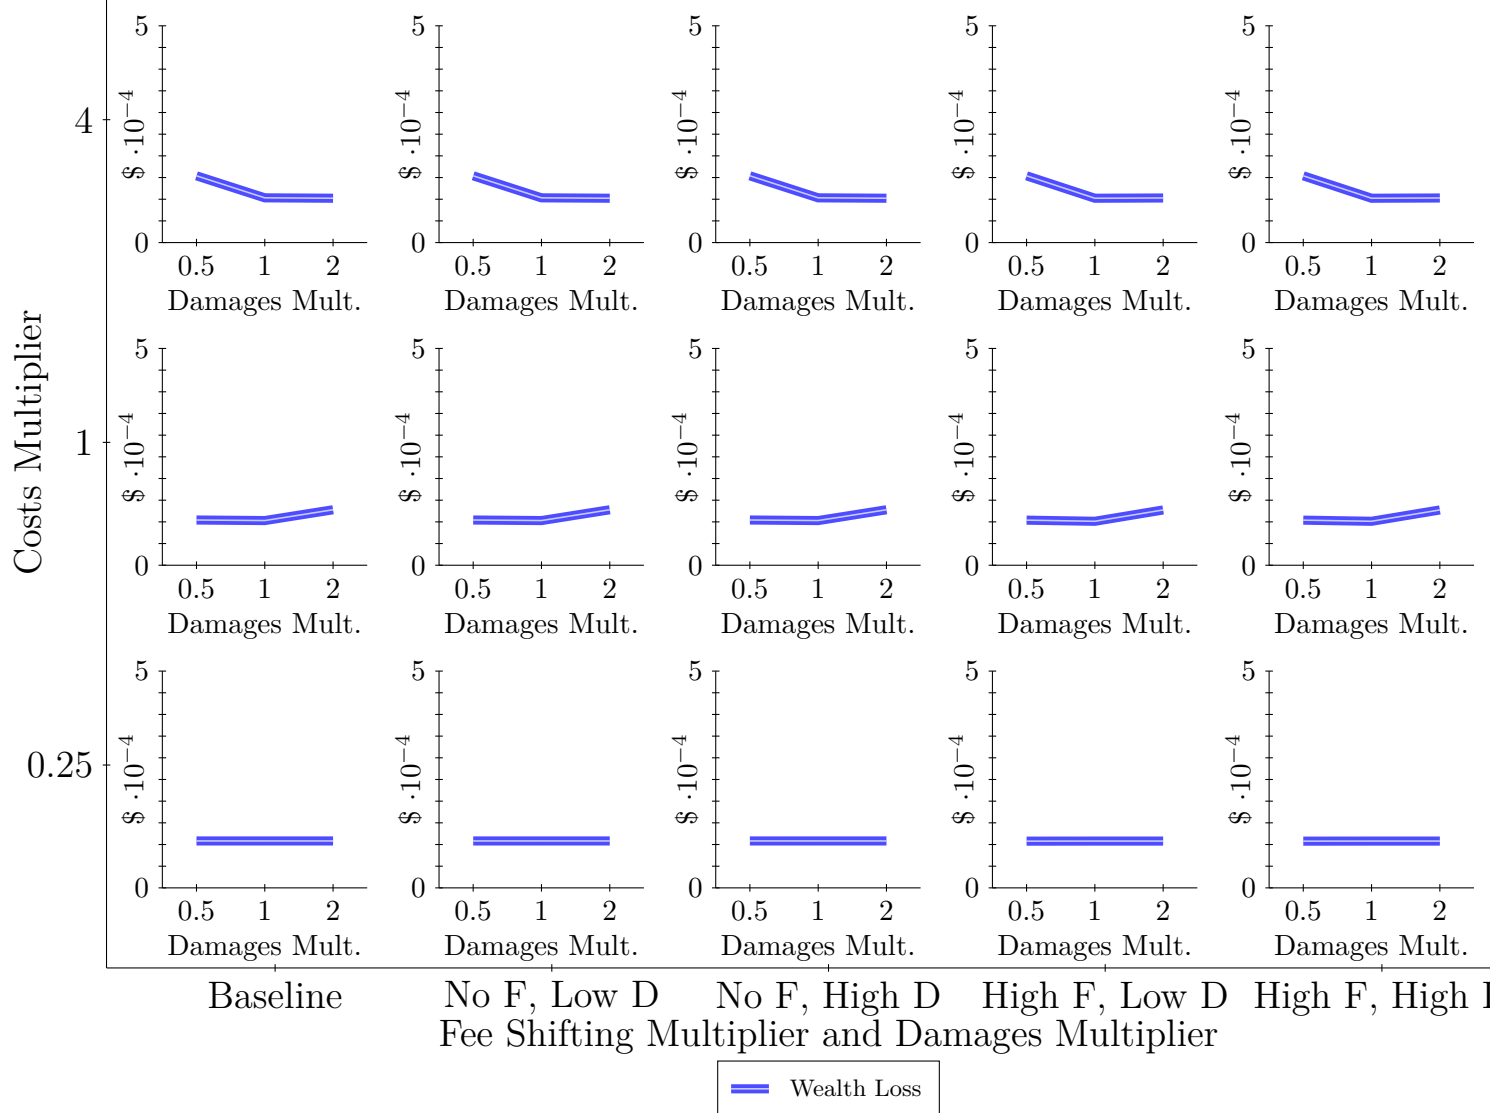 Costs Multiplier
4
1
0.25
5
$ ·10⁻⁴
0
0.5 1 2
Damages Mult.
5
$ ·10⁻⁴
0
0.5 1 2
Damages Mult.
5
$ ·10⁻⁴
0
0.5 1 2
Damages Mult.
5
$ ·10⁻⁴
0
0.5 1 2
Damages Mult.
5
$ ·10⁻⁴
0
0.5 1 2
Damages Mult.
5
$ ·10⁻⁴
0
0.5 1 2
Damages Mult.
5
$ ·10⁻⁴
0
0.5 1 2
Damages Mult.
5
$ ·10⁻⁴
0
0.5 1 2
Damages Mult.
5
$ ·10⁻⁴
0
0.5 1 2
Damages Mult.
5
$ ·10⁻⁴
0
0.5 1 2
Damages Mult.
5
$ ·10⁻⁴
0
0.5 1 2
Damages Mult.
5
$ ·10⁻⁴
0
0.5 1 2
Damages Mult.
5
$ ·10⁻⁴
0
0.5 1 2
Damages Mult.
5
$ ·10⁻⁴
0
0.5 1 2
Damages Mult.
5
$ ·10⁻⁴
0
0.5 1 2
Damages Mult.
Baseline
No F, Low D
No F, High D
High F, Low D
High F, High
Fee Shifting Multiplier and Damages Multiplier
Wealth Loss